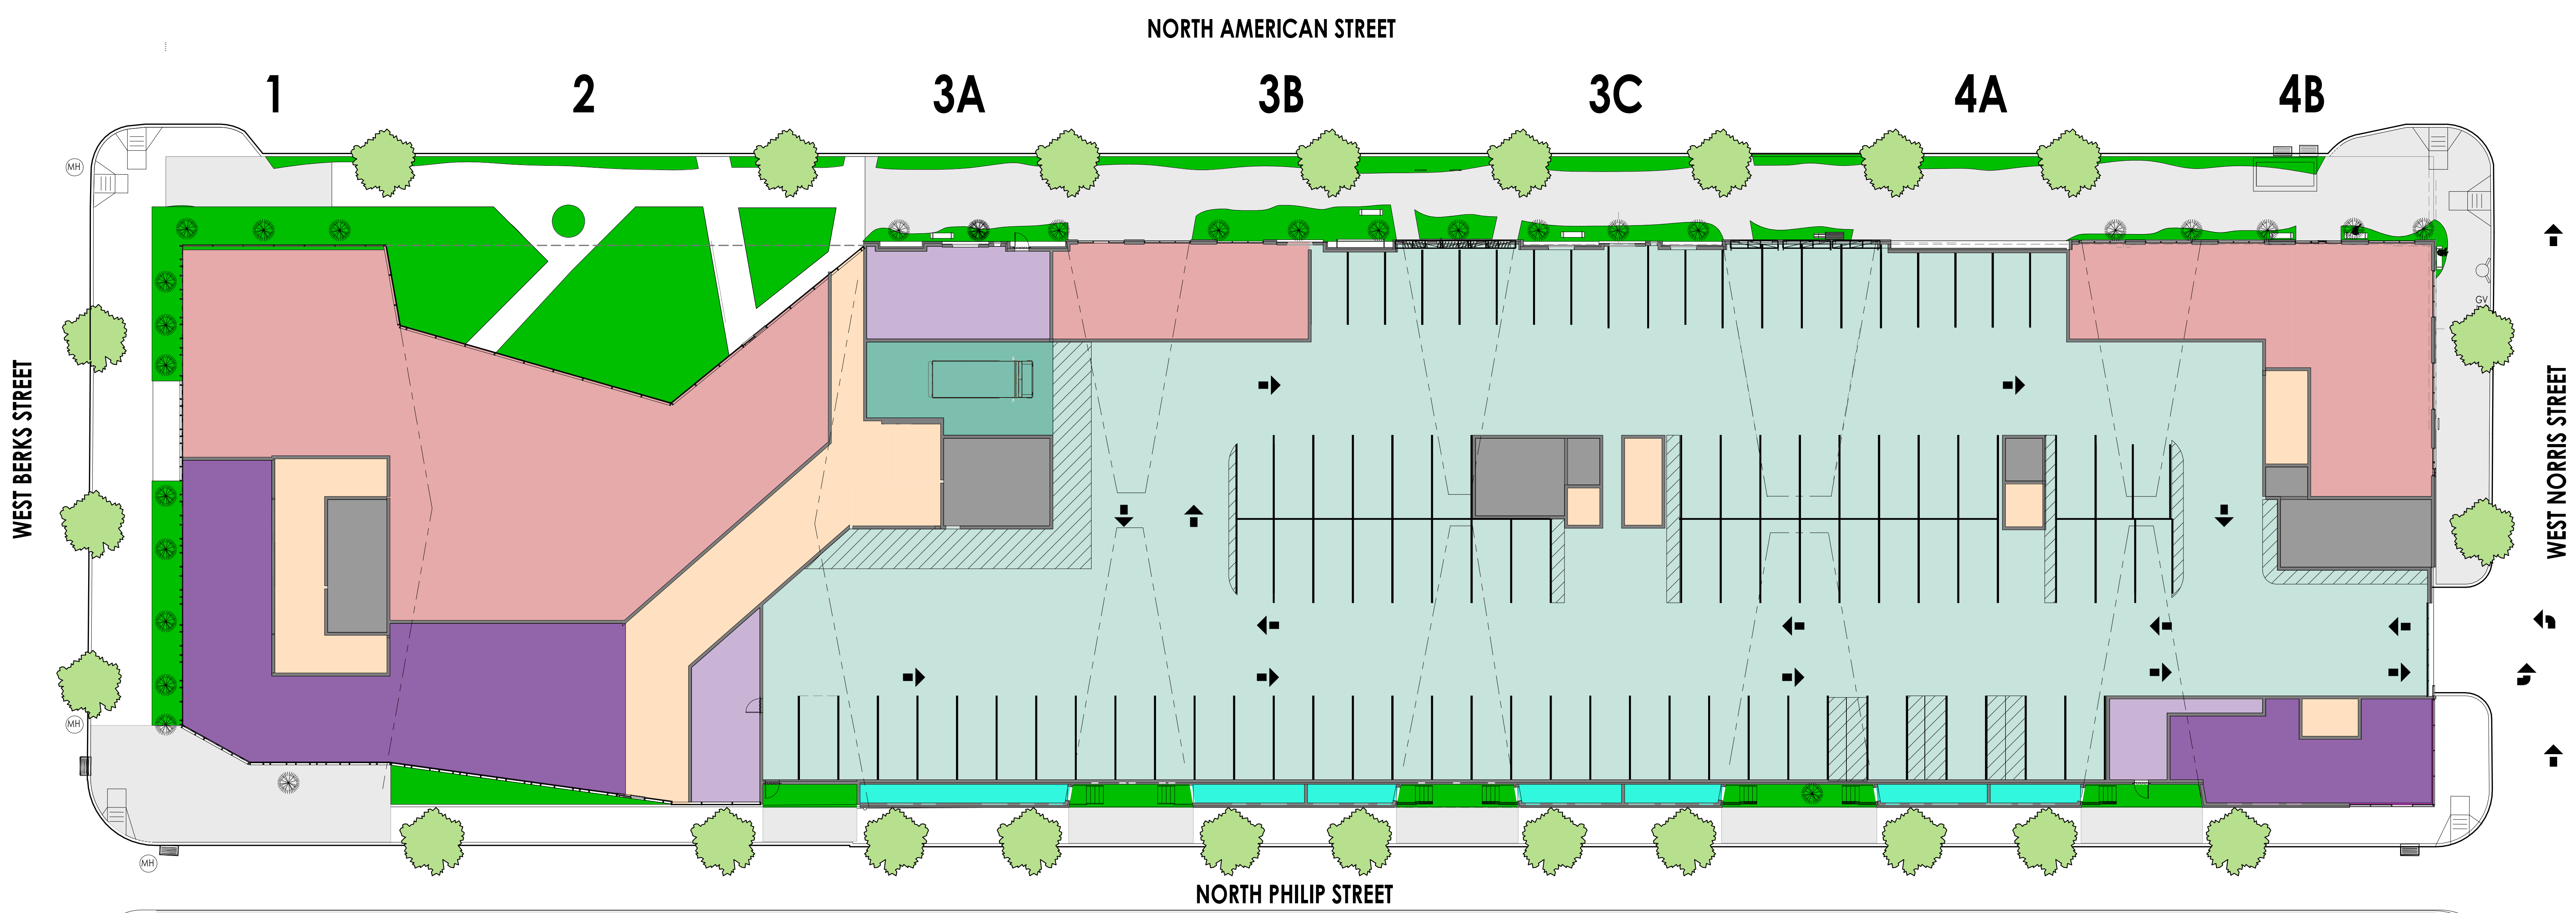 NORTH AMERICAN STREET
1 2 3A 3B 3C 4A 4B
MH
GV
WEST BERKS STREET
WEST NORRIS STREET
MH
MH
NORTH PHILIP STREET